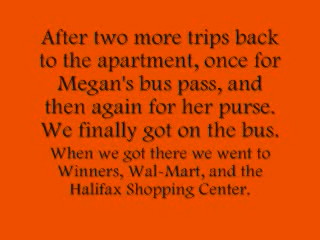 After two more trips back
to the apartment, once for
Megan's bus pass, and
then again for her purse.
We finally got on the bus.
When we got there we went to
Winners, Wal-Mart, and the
Halifax Shopping Center.